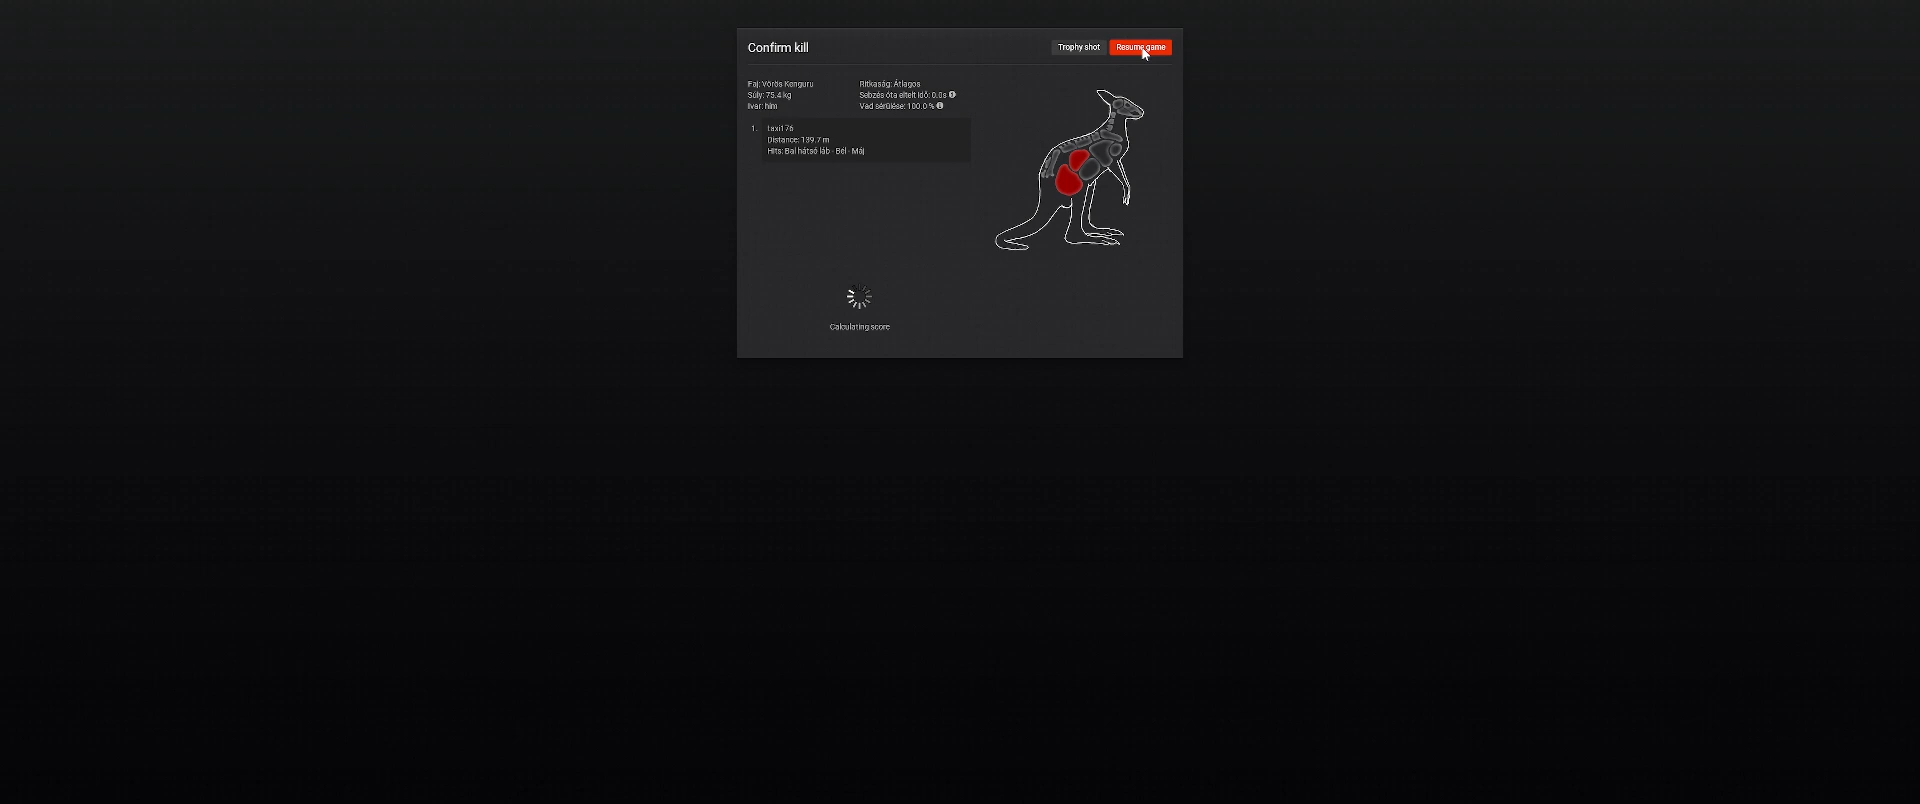 Confirm kill
Trophy shot
Resume game
Faj: Vörös Kenguru
Ritkaság: Átlagos
Súly: 75.4 kg
Sebzés óta eltelt idő: 0.0s
Ivar: hím
Vad sérülése: 100.0 %
1. taxi176
Distance: 139.7 m
Hits: Bal hátsó láb - Bél - Máj
Calculating score